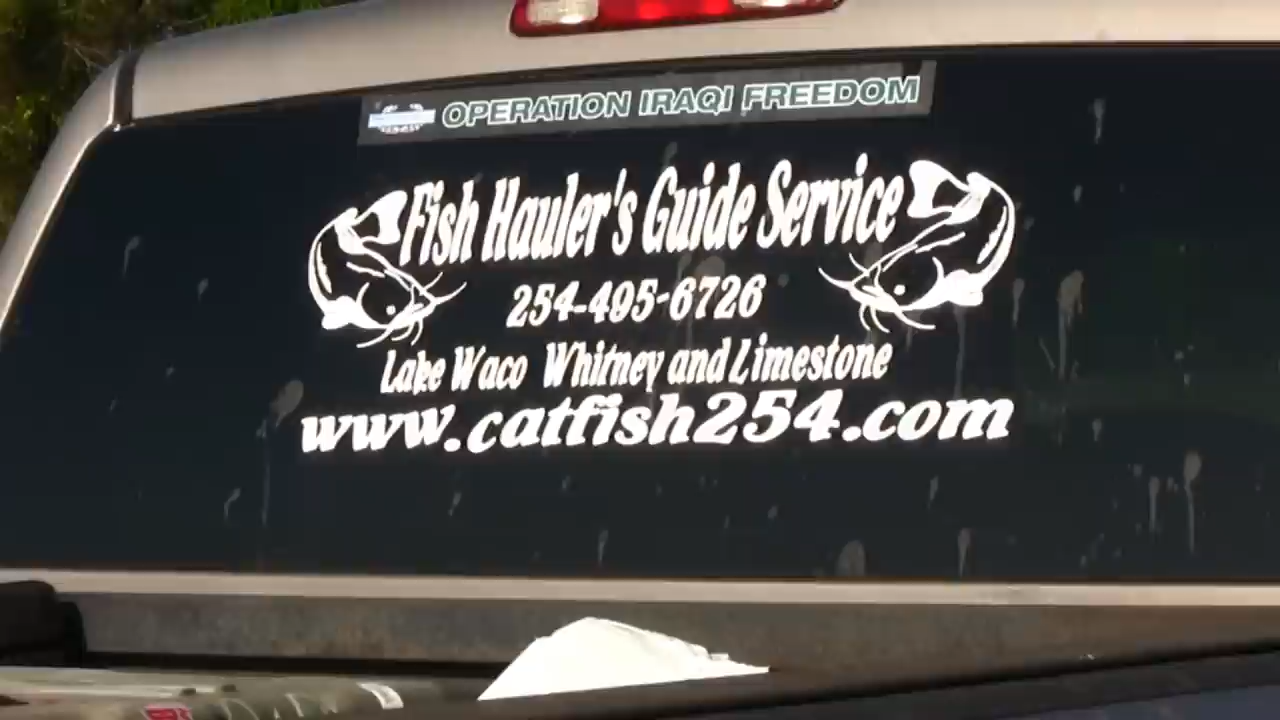 OPERATION IRAQI FREEDOM
Fish Hauler's Guide Service
254-495-6726
Lake Waco Whitney and Limestone
www.catfish254.com